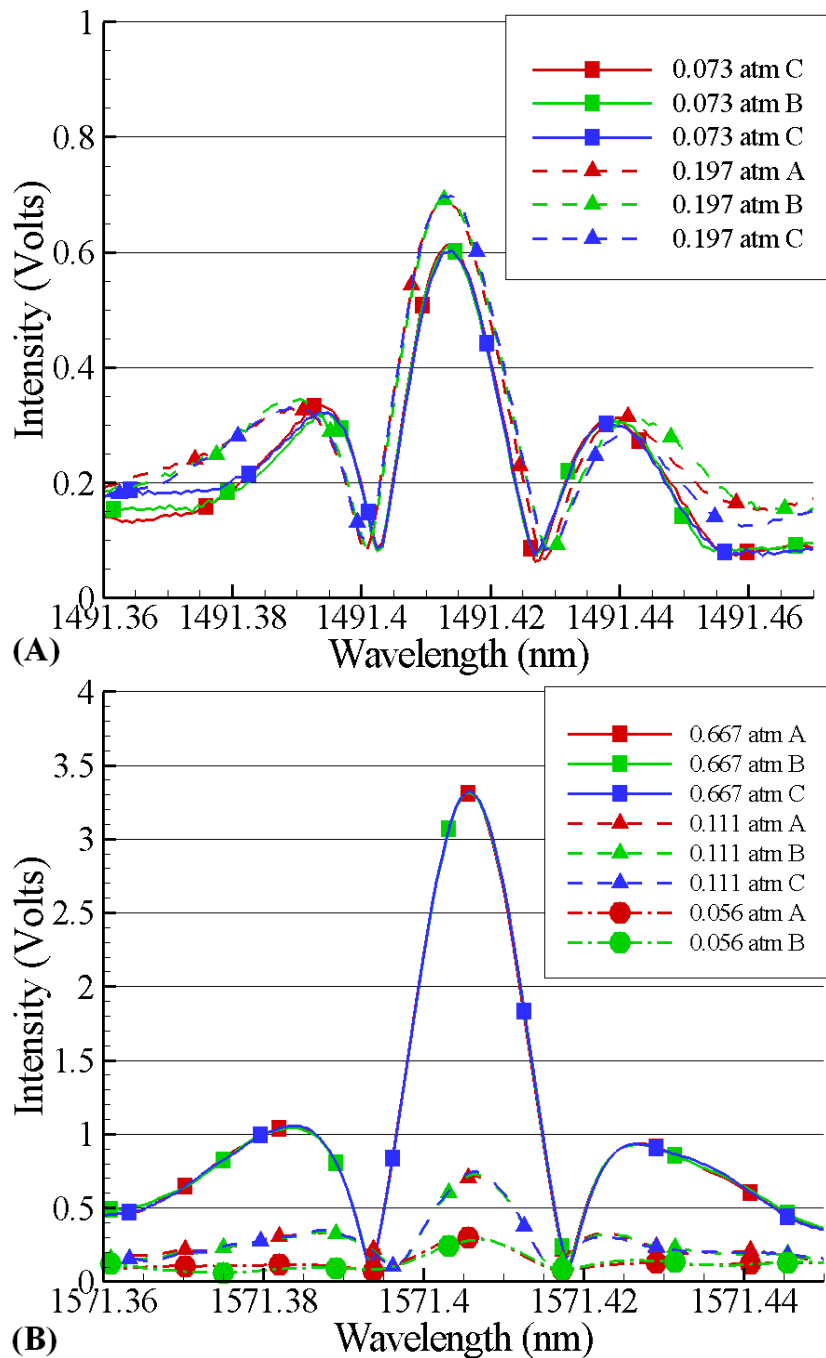 1
0.8
0.6
0.4
0.2
0
Intensity (Volts)
0.073 atm C
0.073 atm B
0.073 atm C
0.197 atm A
0.197 atm B
0.197 atm C
1491.36 1491.38 1491.4 1491.42 1491.44 1491.46
(A) Wavelength (nm)
4
3.5
3
2.5
2
1.5
1
0.5
0
Intensity (Volts)
0.667 atm A
0.667 atm B
0.667 atm C
0.111 atm A
0.111 atm B
0.111 atm C
0.056 atm A
0.056 atm B
1571.36 1571.38 1571.4 1571.42 1571.44
(B) Wavelength (nm)